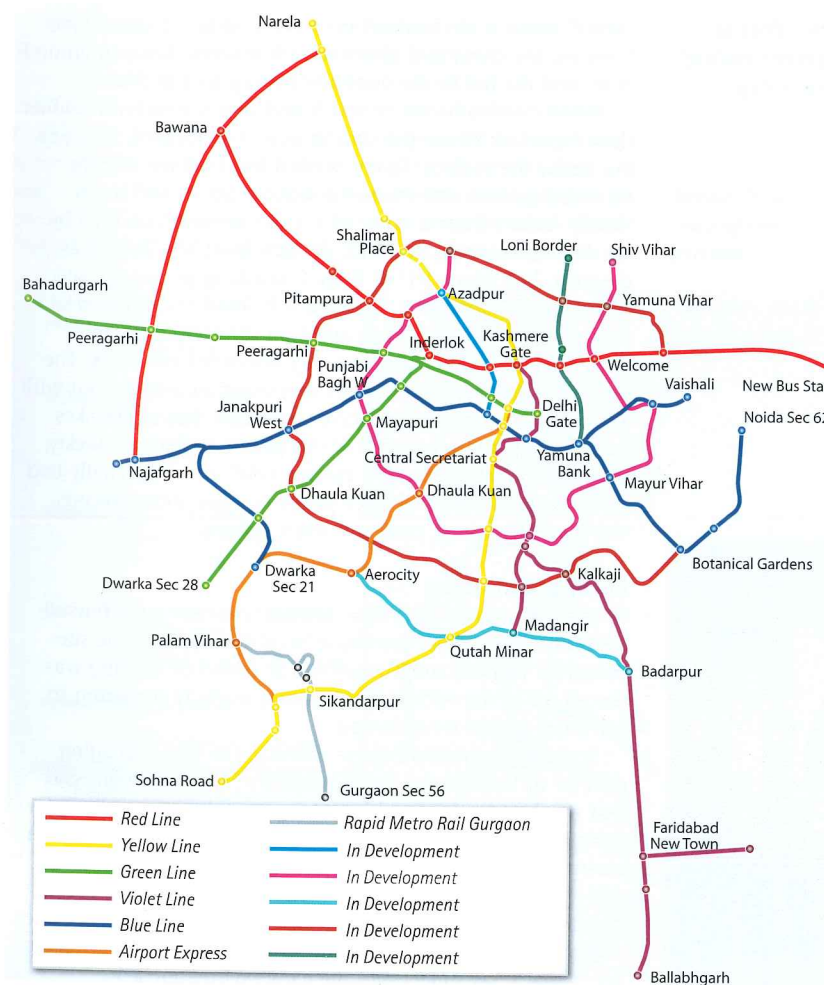 Narela
Bawana
Shalimar
Place
Loni Border
Shiv Vihar
Bahadurgarh
Pitampura
Azadpur
Yamuna Vihar
Peeragarhi
Peeragarhi
Inderlok
Kashmere
Gate
Punjabi
Bagh W
Welcome
Vaishali
New Bus Sta
Janakpuri
West
Mayapuri
Delhi
Gate
Noida Sec 62
Najafgarh
Central Secretariat
Yamuna
Bank
Dhaula Kuan
Dhaula Kuan
Mayur Vihar
Dwarka Sec 28
Dwarka
Sec 21
Aerocity
Kalkaji
Botanical Gardens
Palam Vihar
Qutah Minar
Madangir
Badarpur
Sikandarpur
Sohna Road
Gurgaon Sec 56
Red Line
Yellow Line
Green Line
Violet Line
Blue Line
Airport Express
Rapid Metro Rail Gurgaon
In Development
In Development
In Development
In Development
In Development
Faridabad
New Town
Ballabhgarh